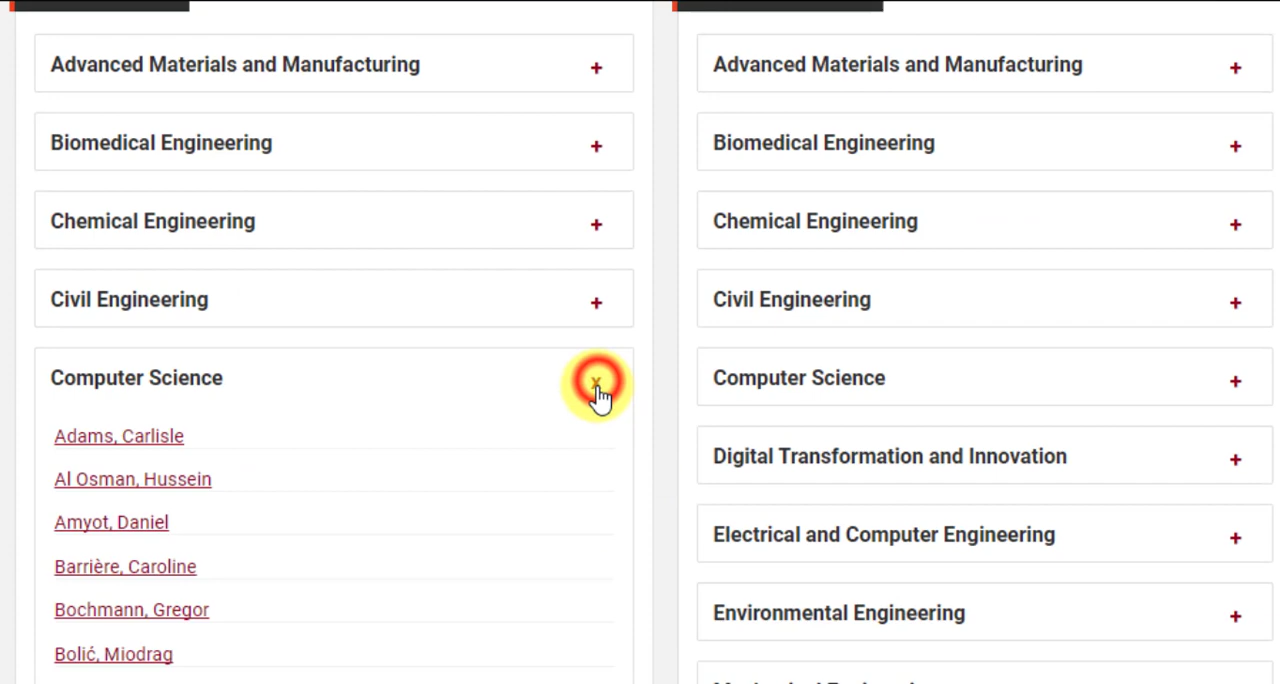 Advanced Materials and Manufacturing +
Biomedical Engineering +
Chemical Engineering +
Civil Engineering +
Computer Science x
Adams, Carlisle
Al Osman, Hussein
Amyot, Daniel
Barrière, Caroline
Bochmann, Gregor
Bolić, Miodrag
Advanced Materials and Manufacturing +
Biomedical Engineering +
Chemical Engineering +
Civil Engineering +
Computer Science +
Digital Transformation and Innovation +
Electrical and Computer Engineering +
Environmental Engineering +